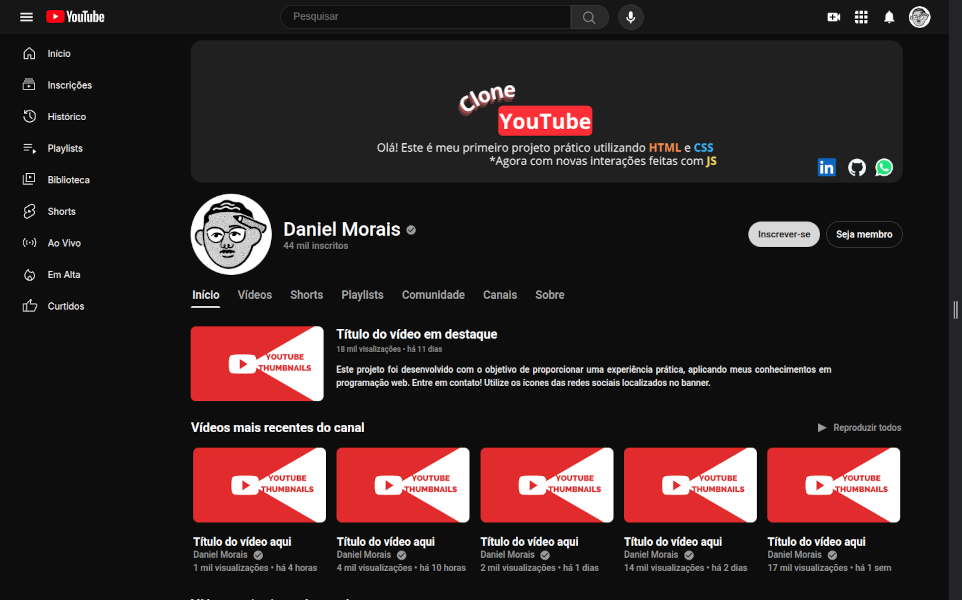 YouTube
Pesquisar
Início
Inscrições
Histórico
Playlists
Biblioteca
Shorts
Ao Vivo
Em Alta
Curtidos
Clone
YouTube
Olá! Este é meu primeiro projeto prático utilizando HTML e CSS
*Agora com novas interações feitas com JS
in
Daniel Morais
44 mil inscritos
Inscrever-se
Seja membro
Início Vídeos Shorts Playlists Comunidade Canais Sobre
YOUTUBE
THUMBNAILS
Título do vídeo em destaque
18 mil visualizações • há 11 dias
Este projeto foi desenvolvido com o objetivo de proporcionar uma experiência prática, aplicando meus conhecimentos em
programação web. Entre em contato! Utilize os ícones das redes sociais localizados no banner.
Vídeos mais recentes do canal
Reproduzir todos
YOUTUBE
THUMBNAILS
Título do vídeo aqui
Daniel Morais
1 mil visualizações • há 4 horas
YOUTUBE
THUMBNAILS
Título do vídeo aqui
Daniel Morais
4 mil visualizações • há 10 horas
YOUTUBE
THUMBNAILS
Título do vídeo aqui
Daniel Morais
2 mil visualizações • há 1 dias
YOUTUBE
THUMBNAILS
Título do vídeo aqui
Daniel Morais
14 mil visualizações • há 2 dias
YOUTUBE
THUMBNAILS
Título do vídeo aqui
Daniel Morais
17 mil visualizações • há 1 sem